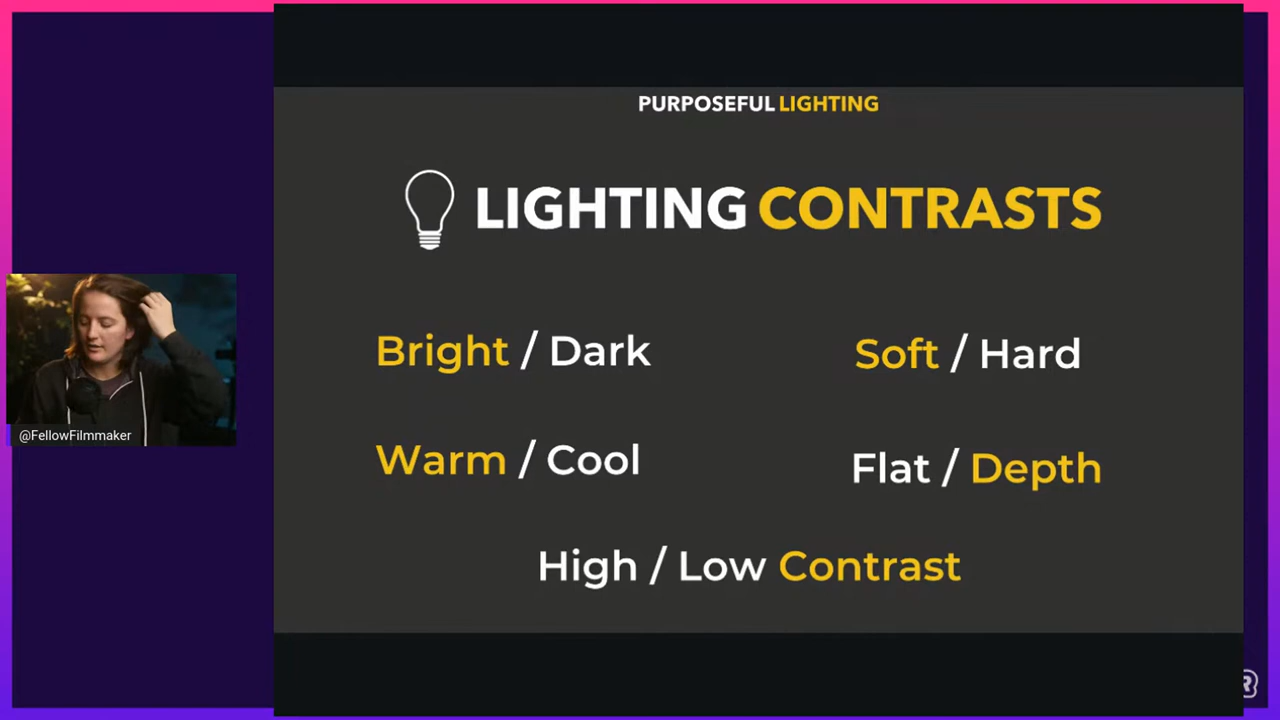 PURPOSEFUL LIGHTING
LIGHTING CONTRASTS
Bright / Dark
Soft / Hard
Warm / Cool
Flat / Depth
High / Low Contrast
@FellowFilmmaker
R